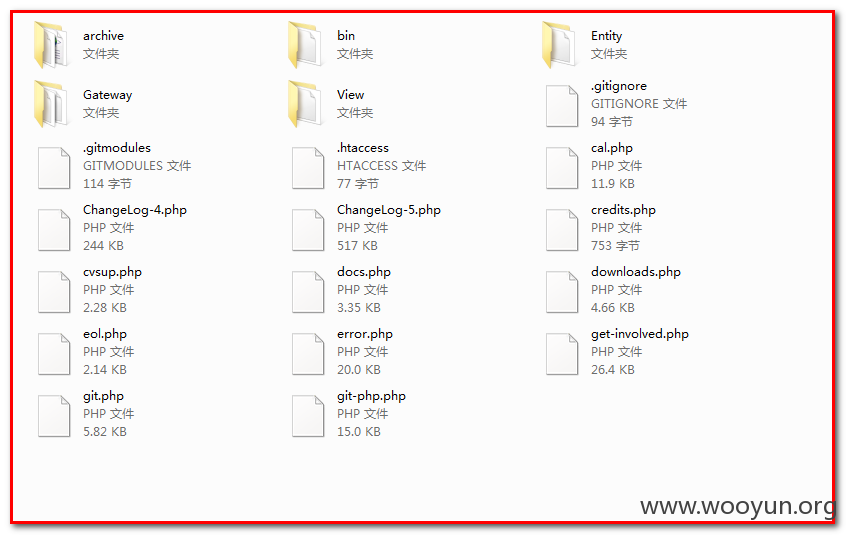 archive
文件夹
bin
文件夹
Entity
文件夹
Gateway
文件夹
View
文件夹
.gitignore
GITIGNORE 文件
94 字节
.gitmodules
GITMODULES 文件
114 字节
.htaccess
HTACCESS 文件
77 字节
cal.php
PHP 文件
11.9 KB
ChangeLog-4.php
PHP 文件
244 KB
ChangeLog-5.php
PHP 文件
517 KB
credits.php
PHP 文件
753 字节
cvsup.php
PHP 文件
2.28 KB
docs.php
PHP 文件
3.35 KB
downloads.php
PHP 文件
4.66 KB
eol.php
PHP 文件
2.14 KB
error.php
PHP 文件
20.0 KB
get-involved.php
PHP 文件
26.4 KB
git.php
PHP 文件
5.82 KB
git-php.php
PHP 文件
15.0 KB
www.wooyun.org